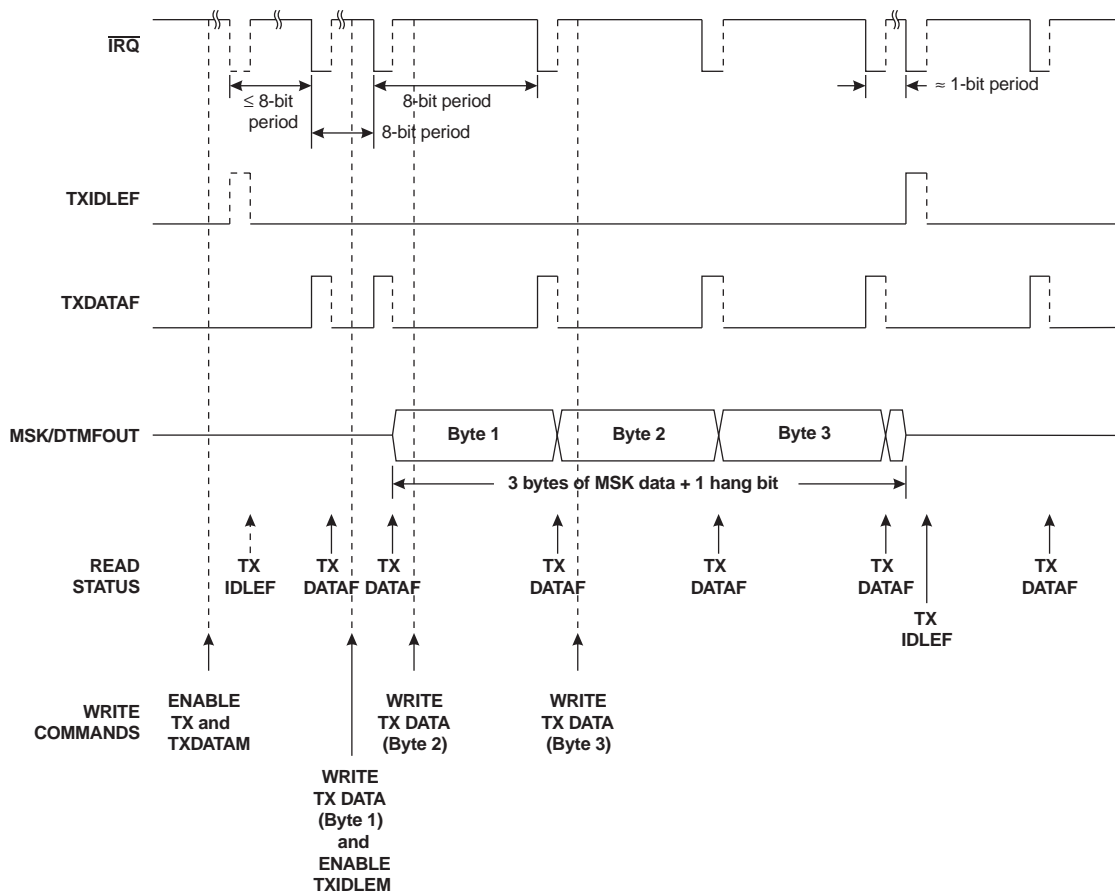 IRQ
≤ 8-bit
period
8-bit period
8-bit period
≈ 1-bit period
TXIDLEF
TXDATAF
MSK/DTMFOUT
Byte 1
Byte 2
Byte 3
3 bytes of MSK data + 1 hang bit
READ
STATUS
TX
IDLEF
TX
DATAF
TX
DATAF
TX
DATAF
TX
DATAF
TX
DATAF
TX
IDLEF
TX
DATAF
WRITE
COMMANDS
ENABLE
TX and
TXDATAM
WRITE
TX DATA
(Byte 1)
and
ENABLE
TXIDLEM
WRITE
TX DATA
(Byte 2)
WRITE
TX DATA
(Byte 3)